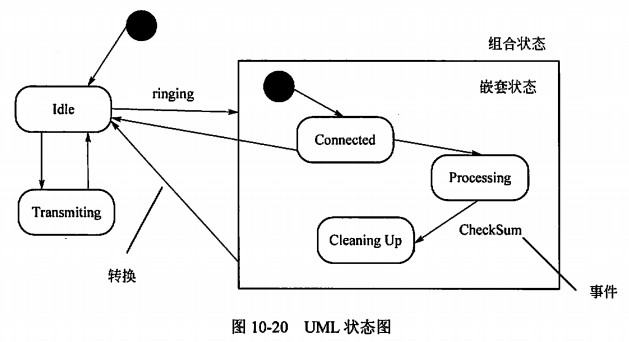 组合状态
嵌套状态
ringing
Idle
Connected
Processing
Transmiting
Cleaning Up
CheckSum
转换
事件
图 10-20 UML 状态图